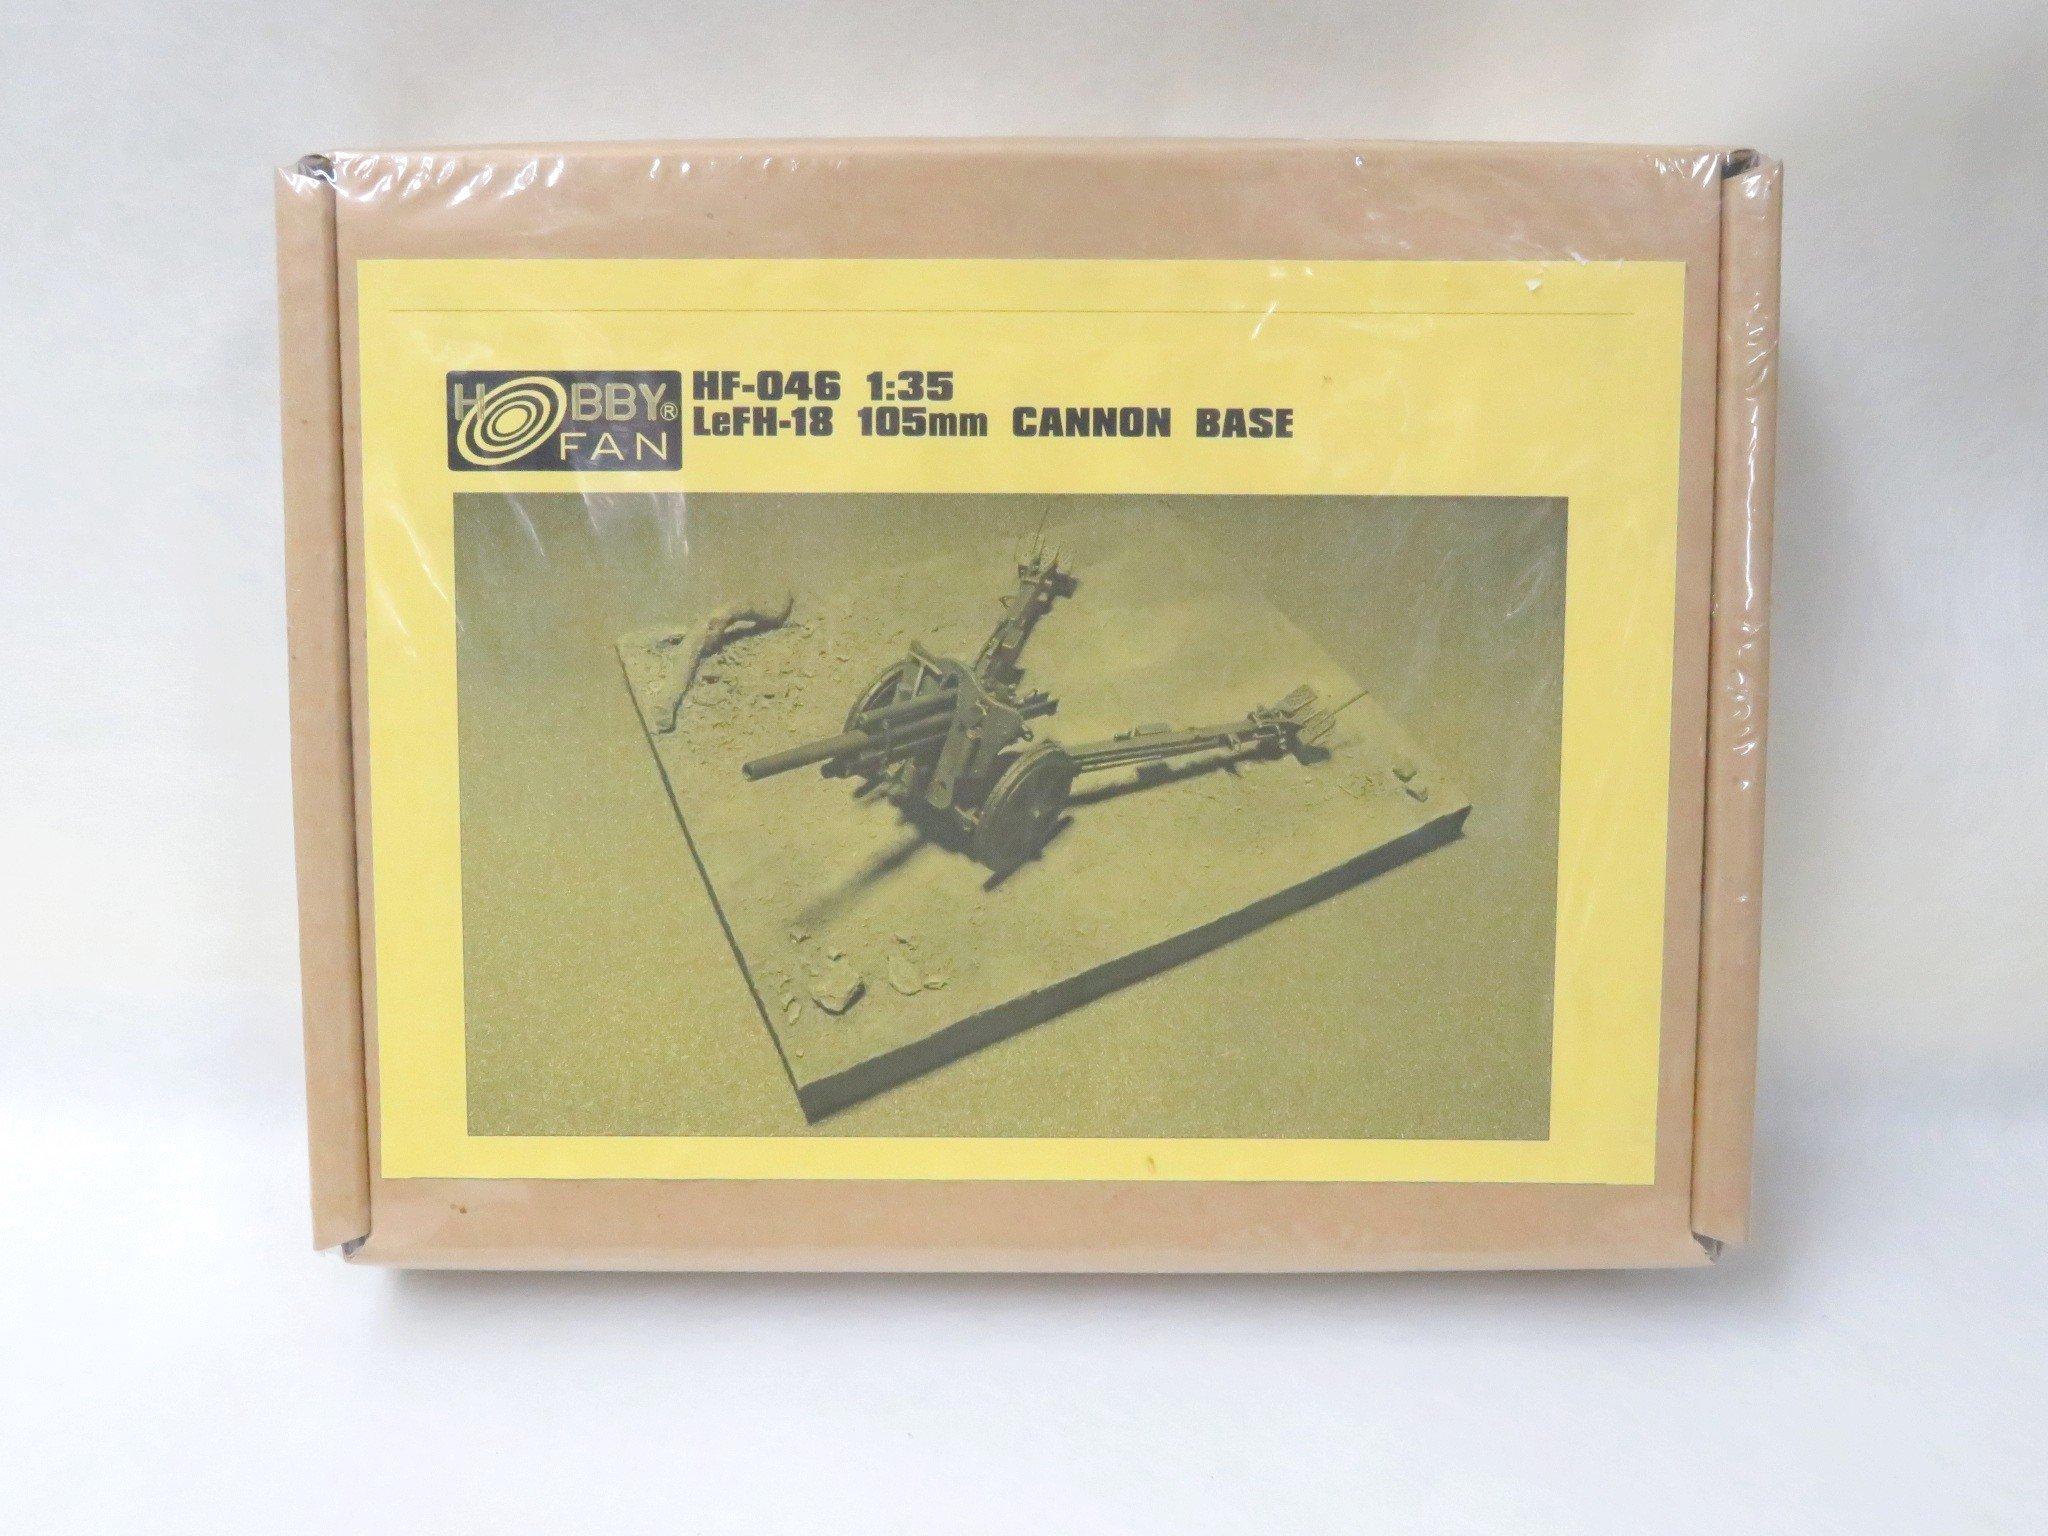 HOBBY®
FAN
HF-046 1:35
LeFH-18 105mm CANNON BASE